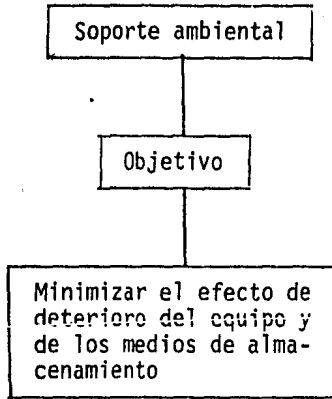 Soporte ambiental
Objetivo
Minimizar el efecto de
deterioro del equipo y
de los medios de alma-
cenamiento